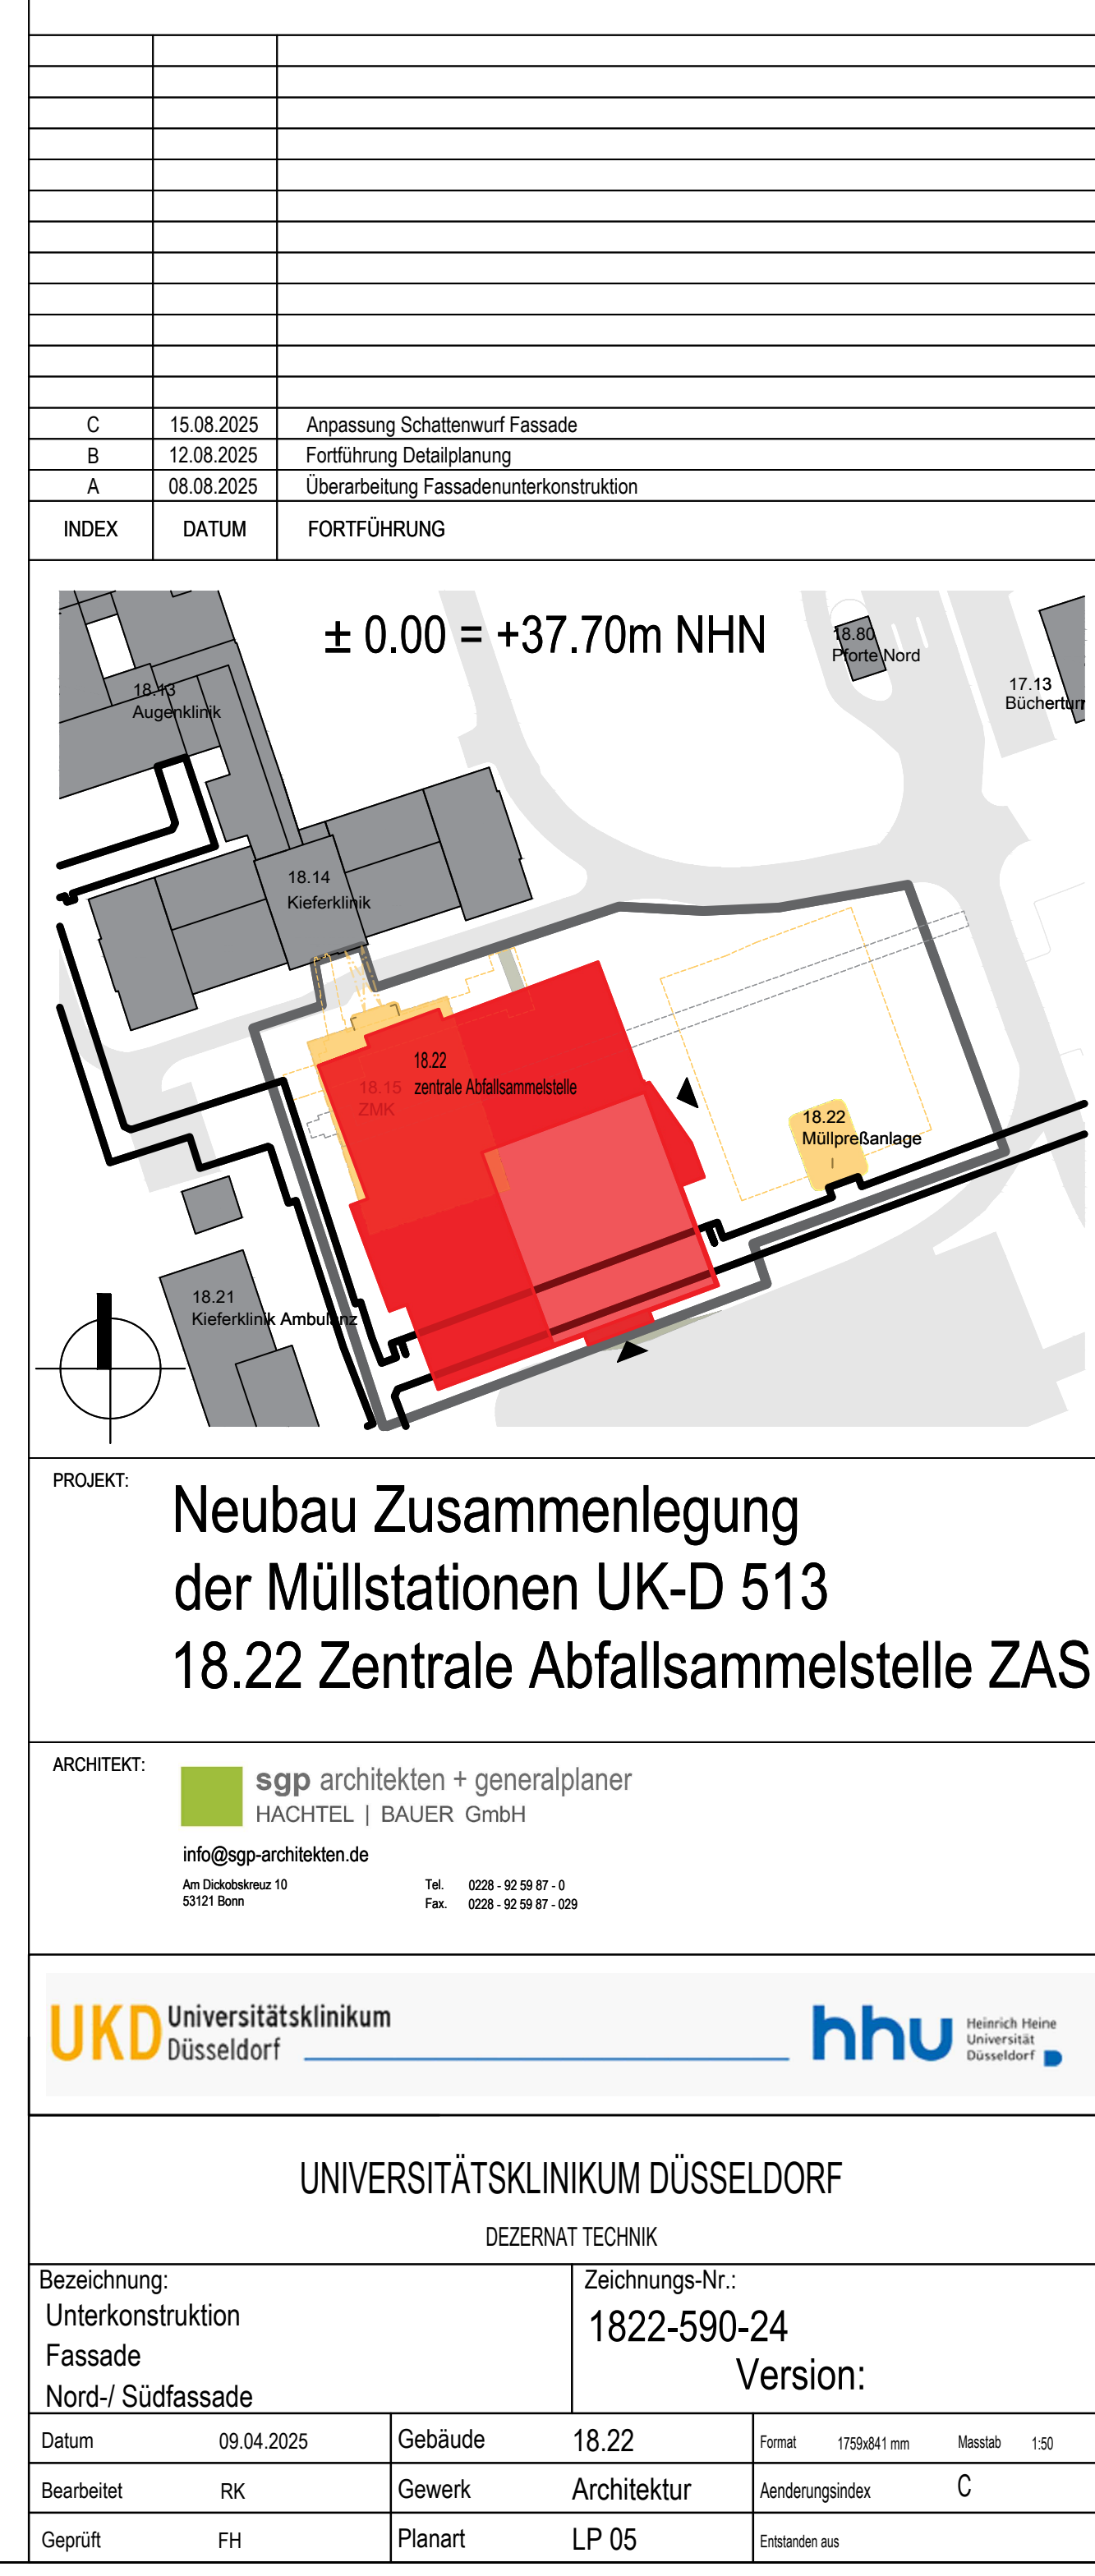 C 15.08.2025 Anpassung Schattenwurf Fassade
B 12.08.2025 Fortführung Detailplanung
A 08.08.2025 Überarbeitung Fassadenunterkonstruktion
INDEX DATUM FORTFÜHRUNG
± 0.00 = +37.70m NHN
18.80
Pforte Nord
17.13
Büchertur
18.13
Augenklinik
18.14
Kieferklinik
18.22
zentrale Abfallsammelstelle
18.15
ZMK
18.22
Müllpreßanlage
18.21
Kieferklinik Ambulanz
PROJEKT:
Neubau Zusammenlegung
der Müllstationen UK-D 513
18.22 Zentrale Abfallsammelstelle ZAS
ARCHITEKT:
sgp architekten + generalplaner
HACHTEL | BAUER GmbH
info@sgp-architekten.de
Am Dickobskreuz 10 Tel. 0228 - 92 59 87 - 0
53121 Bonn Fax. 0228 - 92 59 87 - 029
UKD Universitätsklinikum
Düsseldorf
hhu Heinrich Heine
Universität
Düsseldorf
UNIVERSITÄTSKLINIKUM DÜSSELDORF
DEZERNAT TECHNIK
Bezeichnung:
Unterkonstruktion
Fassade
Nord-/ Südfassade
Zeichnungs-Nr.:
1822-590-24
Version:
Datum 09.04.2025 Gebäude 18.22 Format 1759x841 mm Masstab 1:50
Bearbeitet RK Gewerk Architektur Aenderungsindex C
Geprüft FH Planart LP 05 Entstanden aus